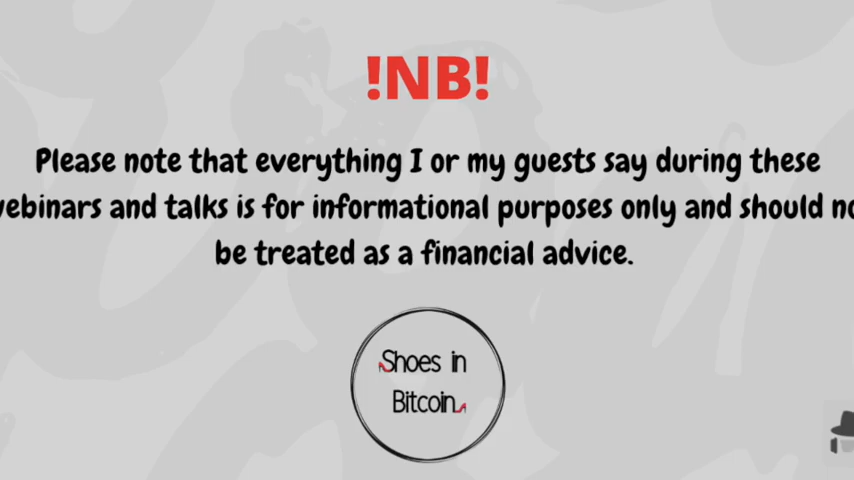 !NB!
Please note that everything I or my guests say during these
webinars and talks is for informational purposes only and should no
be treated as a financial advice.
Shoes in
Bitcoin